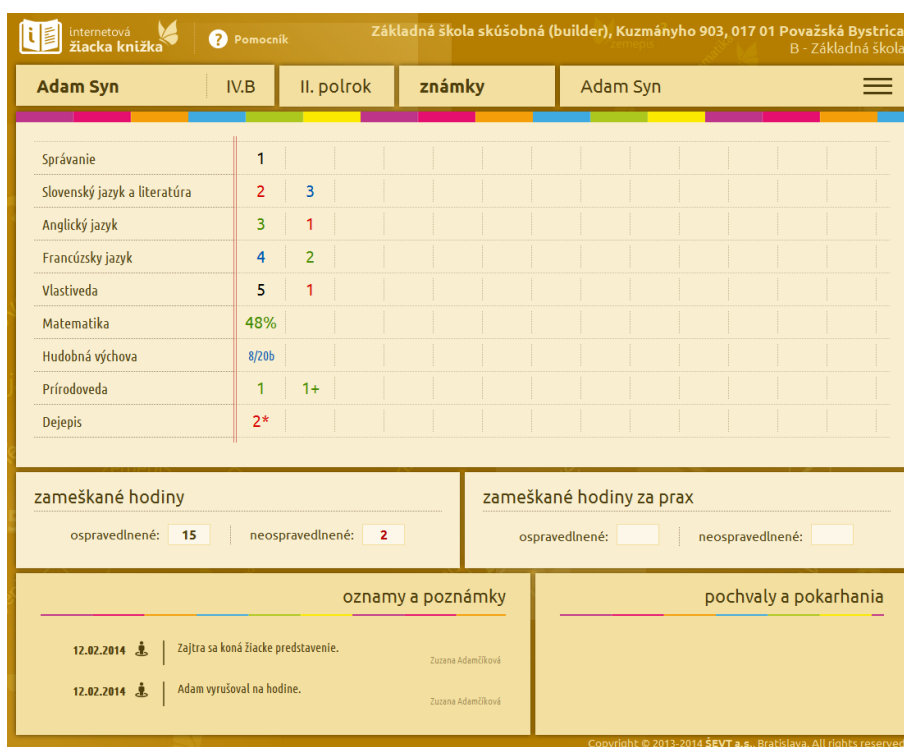 internetová
žiacka knižka
? Pomocník
Základná škola skúšobná (builder), Kuzmányho 903, 017 01 Považská Bystrica
B - Základná škola
Adam Syn IV.B II. polrok známky Adam Syn
Správanie 1
Slovenský jazyk a literatúra 2 3
Anglický jazyk 3 1
Francúzsky jazyk 4 2
Vlastiveda 5 1
Matematika 48%
Hudobná výchova 8/20b
Prírodoveda 1 1+
Dejepis 2*
zameškané hodiny
ospravedlnené: 15 neospravedlnené: 2
zameškané hodiny za prax
ospravedlnené: neospravedlnené:
oznamy a poznámky
12.02.2014 Zajtra sa koná žiacke predstavenie.
Zuzana Adamčíková
12.02.2014 Adam vyrušoval na hodine.
Zuzana Adamčíková
pochvaly a pokarhania
Copyright © 2013-2014 ŠEVT a.s., Bratislava. All rights reserved